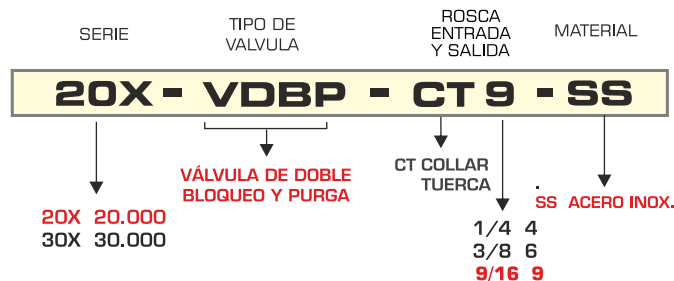 SERIE
TIPO DE
VALVULA
ROSCA
ENTRADA
Y SALIDA
MATERIAL
20X - VDBP - CT 9 - SS
VÁLVULA DE DOBLE
BLOQUEO Y PURGA
CT COLLAR
TUERCA
SS ACERO INOX.
20X 20.000
30X 30.000
1/4 4
3/8 6
9/16 9